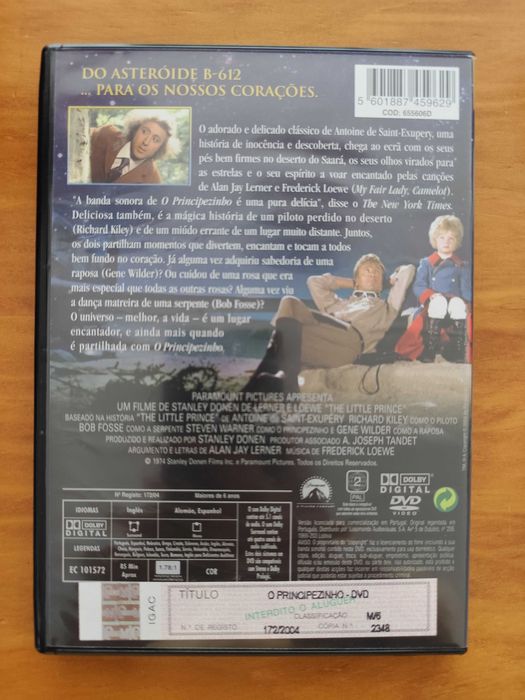 DO ASTERÓIDE B-612
... PARA OS NOSSOS CORAÇÕES.
5 601887 459629
COD: 655606D
O adorado e delicado clássico de Antoine de Saint-Exupery, uma
história de inocência e descoberta, chega ao ecrã com os seus
pés bem firmes no deserto do Saará, os seus olhos virados para
as estrelas e o seu espírito a voar encantado pelas canções
de Alan Jay Lerner e Frederick Loewe (My Fair Lady, Camelot).
"A banda sonora de O Principezinho é uma pura delícia", disse o The New York Times.
Deliciosa também, é a mágica história de um piloto perdido no deserto
(Richard Kiley) e de um miúdo errante de um lugar muito distante. Juntos,
os dois partilham momentos que divertem, encantam e tocam a todos
bem fundo no coração. Já alguma vez adquiriu sabedoria de uma
raposa (Gene Wilder)? Ou cuidou de uma rosa que era
mais especial que todas as outras rosas? Alguma vez viu
a dança matreira de uma serpente (Bob Fosse)?
O universo – melhor, a vida – é um lugar
encantador, e ainda mais quando
é partilhada com O Principezinho.
PARAMOUNT PICTURES APRESENTA
UM FILME DE STANLEY DONEN DE LERNER E LOEWE "THE LITTLE PRINCE"
BASEADO NA HISTÓRIA "THE LITTLE PRINCE" DE ANTOINE DE SAINT-EXUPÉRY RICHARD KILEY COMO O PILOTO
BOB FOSSE COMO A SERPENTE STEVEN WARNER COMO O PRINCIPEZINHO E GENE WILDER COMO A RAPOSA
PRODUZIDO E REALIZADO POR STANLEY DONEN PRODUTOR ASSOCIADO A. JOSEPH TANDET
ARGUMENTO E LETRAS DE ALAN JAY LERNER MÚSICA DE FREDERICK LOEWE
© 1974 Stanley Donen Films Inc. e Paramount Pictures. Todos os Direitos Reservados.
Nº Registo: 172/04 Maiores de 6 anos
IDIOMAS Inglês Alemão, Espanhol
DOLBY DIGITAL
LEGENDAS
EC 101572 85 Min Aprox 1.78:1 COR
2 PAL
DOLBY DIGITAL
DVD VIDEO
IGAC
TÍTULO O PRINCIPEZINHO - DVD
INTERDITO O ALUGUER
CLASSIFICAÇÃO M/6
N.º DE REGISTO 172/2004 CÓPIA N.º 2348